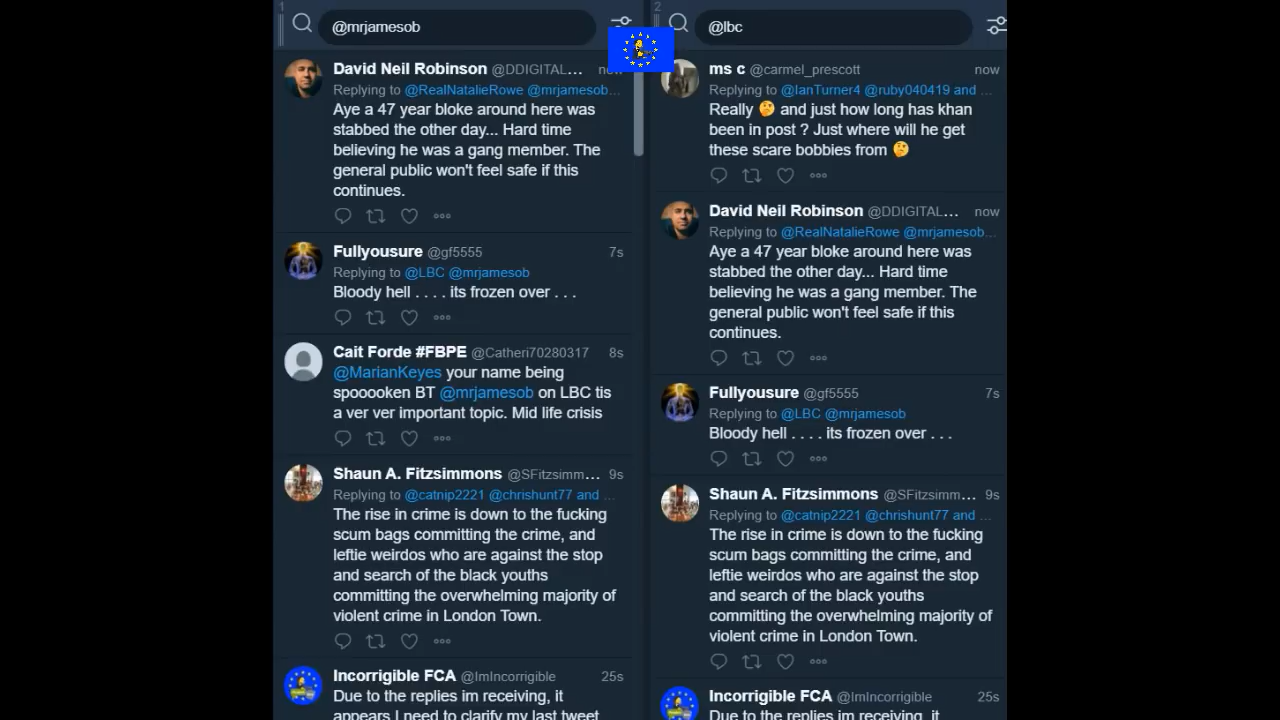 1
@mrjamesob
David Neil Robinson @DDIGITAL... now
Replying to @RealNatalieRowe @mrjamesob...
Aye a 47 year bloke around here was
stabbed the other day... Hard time
believing he was a gang member. The
general public won't feel safe if this
continues.
Fullyousure @gf5555 7s
Replying to @LBC @mrjamesob
Bloody hell . . . . its frozen over . . .
Cait Forde #FBPE @Catheri70280317 8s
@MarianKeyes your name being
spooooken BT @mrjamesob on LBC tis
a ver ver important topic. Mid life crisis
Shaun A. Fitzsimmons @SFitzsimm... 9s
Replying to @catnip2221 @chrishunt77 and ...
The rise in crime is down to the fucking
scum bags committing the crime, and
leftie weirdos who are against the stop
and search of the black youths
committing the overwhelming majority of
violent crime in London Town.
Incorrigible FCA @ImIncorrigible 25s
Due to the replies im receiving, it
appears I need to clarify my last tweet
2
@lbc
ms c @carmel_prescott now
Replying to @IanTurner4 @ruby040419 and ...
Really 🤔 and just how long has khan
been in post ? Just where will he get
these scare bobbies from 🤔
David Neil Robinson @DDIGITAL... now
Replying to @RealNatalieRowe @mrjamesob...
Aye a 47 year bloke around here was
stabbed the other day... Hard time
believing he was a gang member. The
general public won't feel safe if this
continues.
Fullyousure @gf5555 7s
Replying to @LBC @mrjamesob
Bloody hell . . . . its frozen over . . .
Shaun A. Fitzsimmons @SFitzsimm... 9s
Replying to @catnip2221 @chrishunt77 and ...
The rise in crime is down to the fucking
scum bags committing the crime, and
leftie weirdos who are against the stop
and search of the black youths
committing the overwhelming majority of
violent crime in London Town.
Incorrigible FCA @ImIncorrigible 25s
Due to the replies im receiving, it